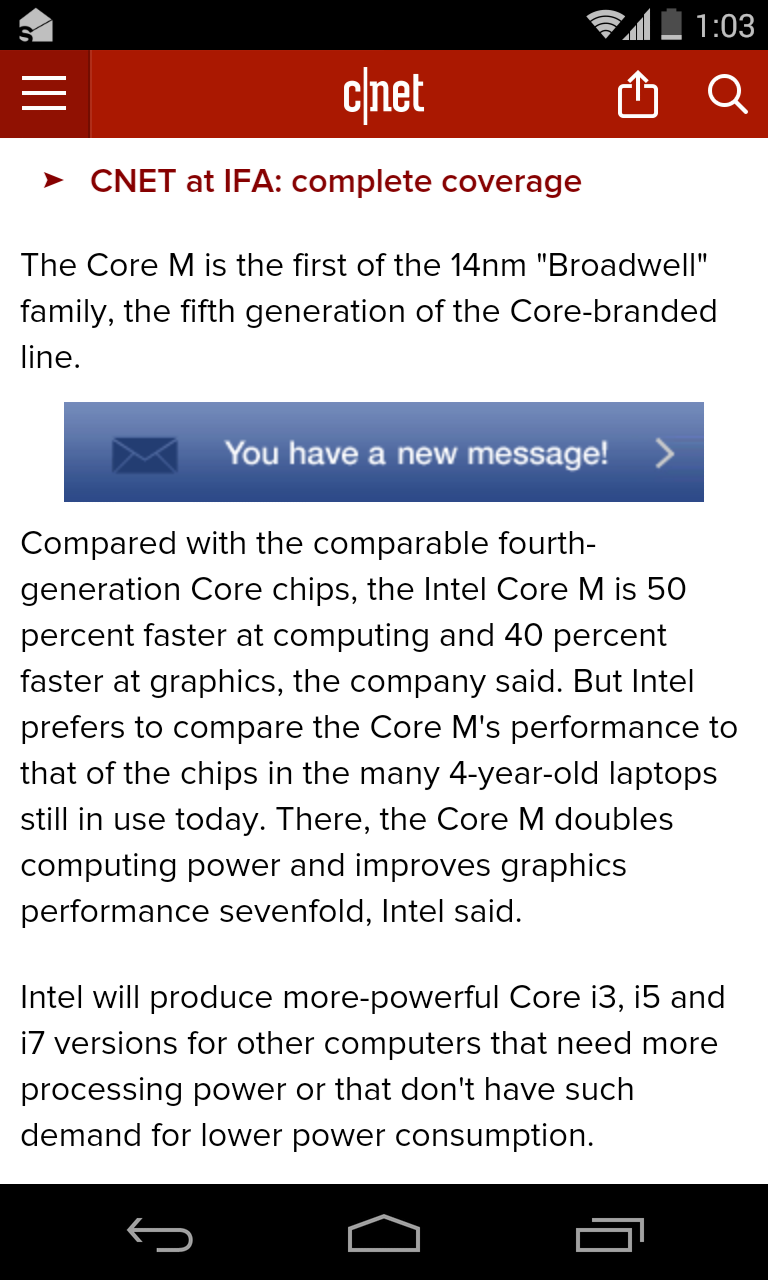 1:03
c|net
CNET at IFA: complete coverage
The Core M is the first of the 14nm "Broadwell"
family, the fifth generation of the Core-branded
line.
You have a new message!
Compared with the comparable fourth-
generation Core chips, the Intel Core M is 50
percent faster at computing and 40 percent
faster at graphics, the company said. But Intel
prefers to compare the Core M's performance to
that of the chips in the many 4-year-old laptops
still in use today. There, the Core M doubles
computing power and improves graphics
performance sevenfold, Intel said.
Intel will produce more-powerful Core i3, i5 and
i7 versions for other computers that need more
processing power or that don't have such
demand for lower power consumption.